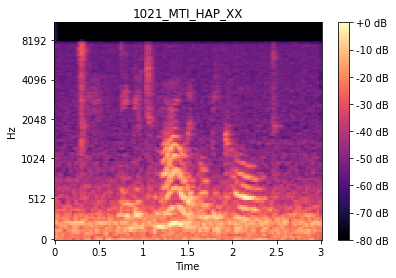 1021_MTI_HAP_XX
+0 dB
8192
-10 dB
4096
-20 dB
-30 dB
2048
Hz
-40 dB
1024
-50 dB
512
-60 dB
-70 dB
0
-80 dB
0 0.5 1 1.5 2 2.5 3
Time